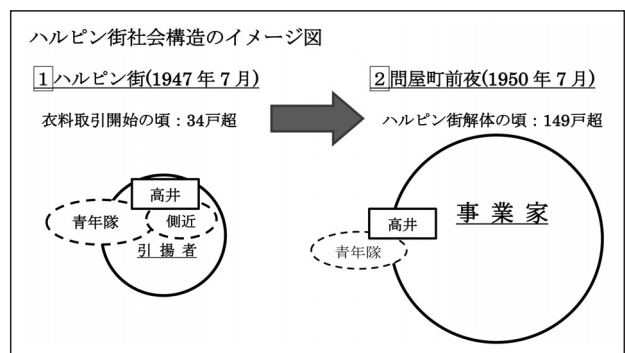 ハルピン街社会構造のイメージ図
1ハルピン街(1947年7月)
衣料取引開始の頃：34戸超
高井
青年隊
側近
引揚者
2問屋町前夜(1950年7月)
ハルピン街解体の頃：149戸超
事業家
高井
青年隊